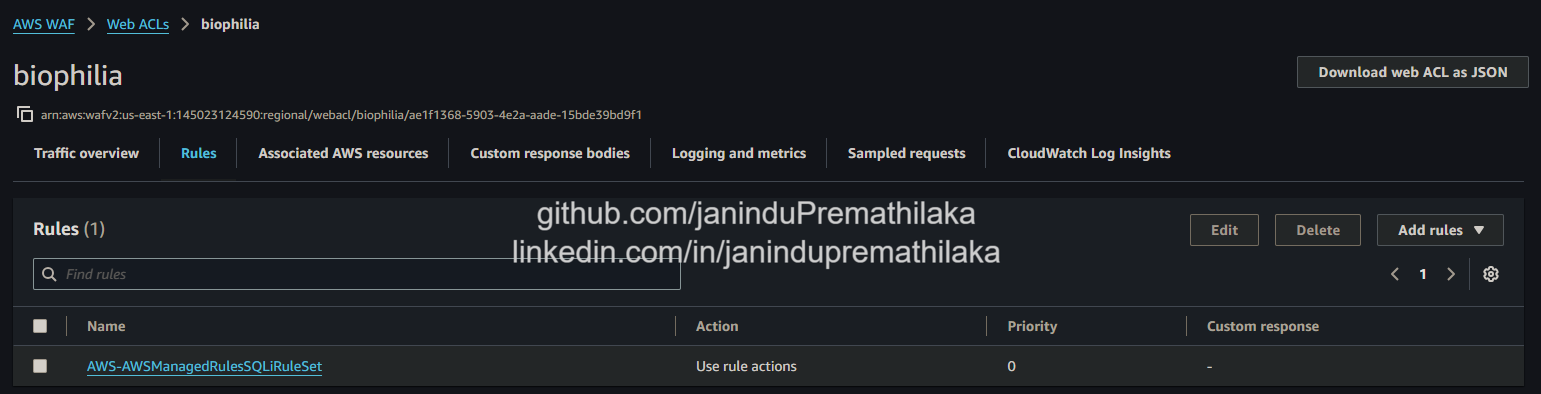 AWS WAF > Web ACLs > biophilia
biophilia
Download web ACL as JSON
arn:aws:wafv2:us-east-1:145023124590:regional/webacl/biophilia/ae1f1368-5903-4e2a-aade-15bde39bd9f1
Traffic overview Rules Associated AWS resources Custom response bodies Logging and metrics Sampled requests CloudWatch Log Insights
github.com/janinduPremathilaka
Rules (1) Edit Delete Add rules
linkedin.com/in/janindupremathilaka
Find rules 1
Name Action Priority Custom response
AWS-AWSManagedRulesSQLiRuleSet Use rule actions 0 -